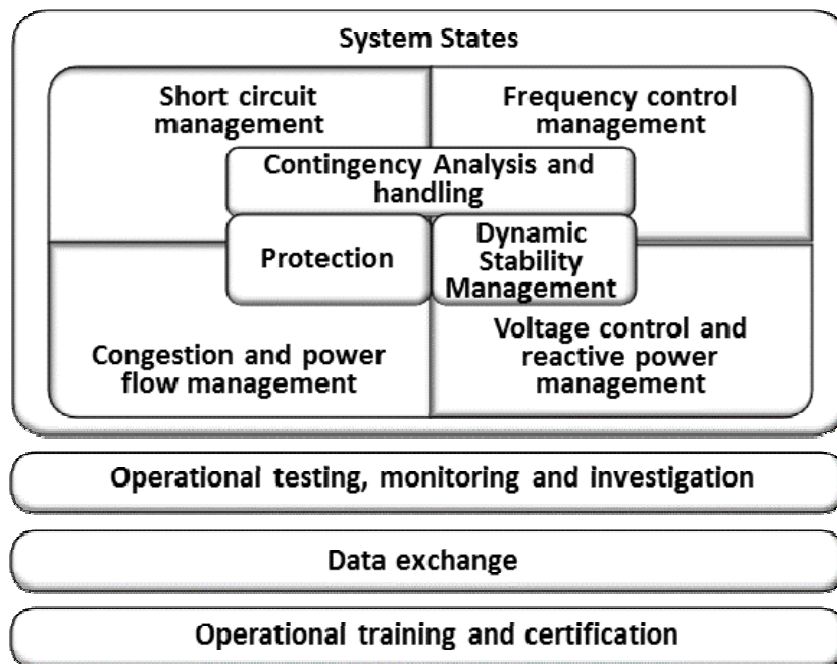 System States
Short circuit
management
Frequency control
management
Contingency Analysis and
handling
Protection
Dynamic
Stability
Management
Congestion and power
flow management
Voltage control and
reactive power
management
Operational testing, monitoring and investigation
Data exchange
Operational training and certification